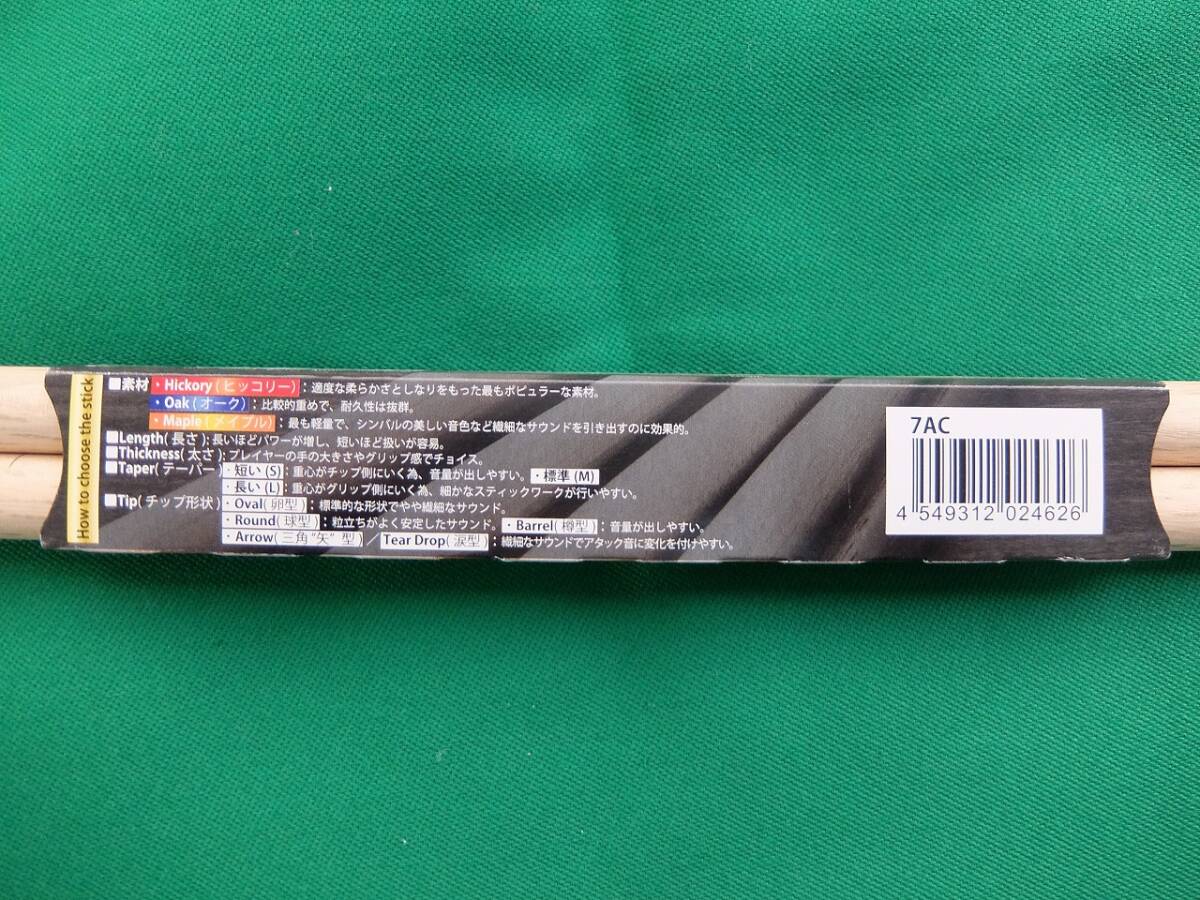 How to choose the stick
■素材 ・Hickory(ヒッコリー)：適度な柔らかさとしなりをもった最もポピュラーな素材。
・Oak(オーク)：比較的重めで、耐久性は抜群。
・Maple(メイプル)：最も軽量で、シンバルの美しい音色など繊細なサウンドを引き出すのに効果的。
■Length(長さ)：長いほどパワーが増し、短いほど扱いが容易。
■Thickness(太さ)：プレイヤーの手の大きさやグリップ感でチョイス。
■Taper(テーパー)・短い(S)：重心がチップ側にいく為、音量が出しやすい。・標準(M)
・長い(L)：重心がグリップ側にいく為、細かなスティックワークが行いやすい。
■Tip(チップ形状)・Oval(卵型)：標準的な形状でやや繊細なサウンド。
・Round(球型)：粒立ちがよく安定したサウンド。・Barrel(樽型)：音量が出しやすい。
・Arrow(三角"矢"型)／Tear Drop(涙型)：繊細なサウンドでアタック音に変化を付けやすい。
7AC
4 549312 024626